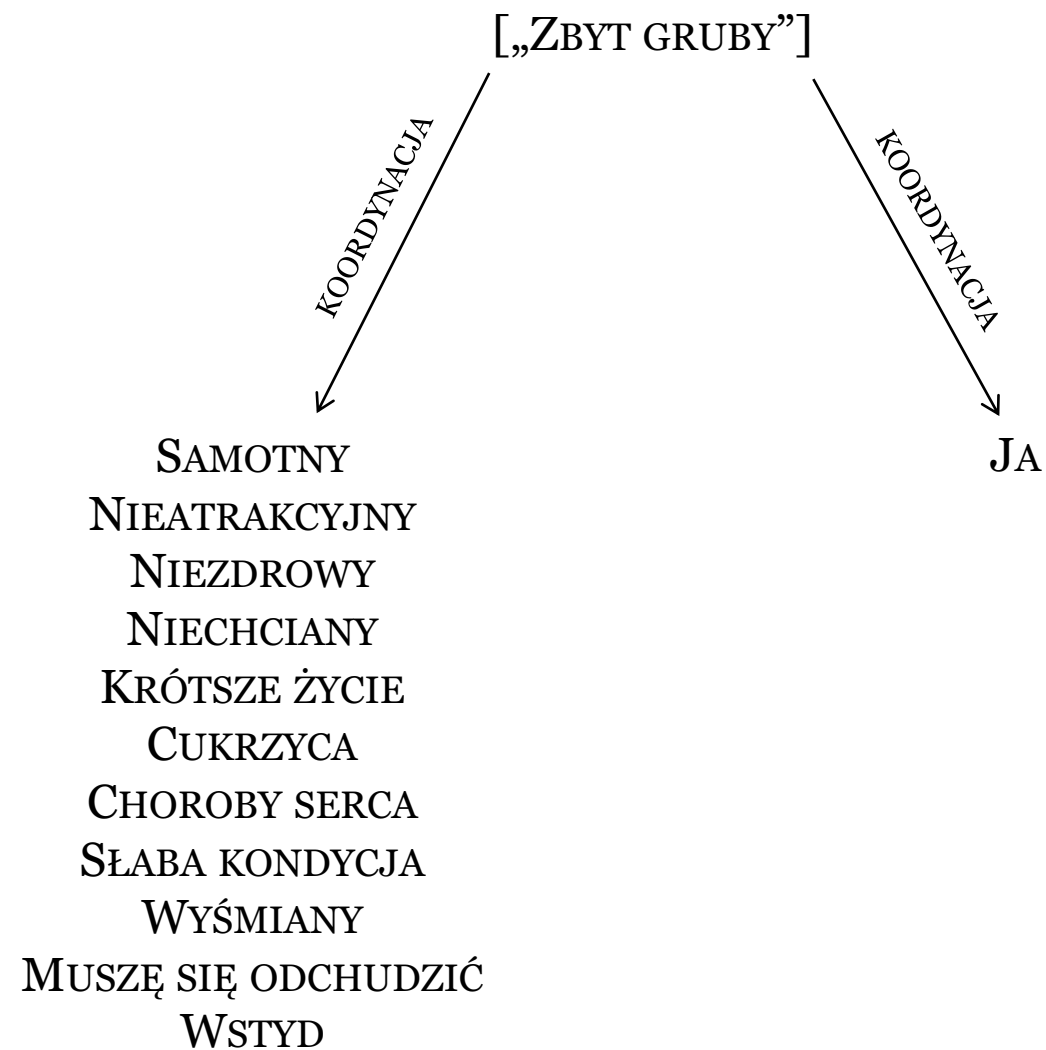 [„Zbyt gruby”]
koordynacja
koordynacja
Samotny
Nieatrakcyjny
Niezdrowy
Niechciany
Krótsze życie
Cukrzyca
Choroby serca
Słaba kondycja
Wyśmiany
Muszę się odchudzić
Wstyd
Ja